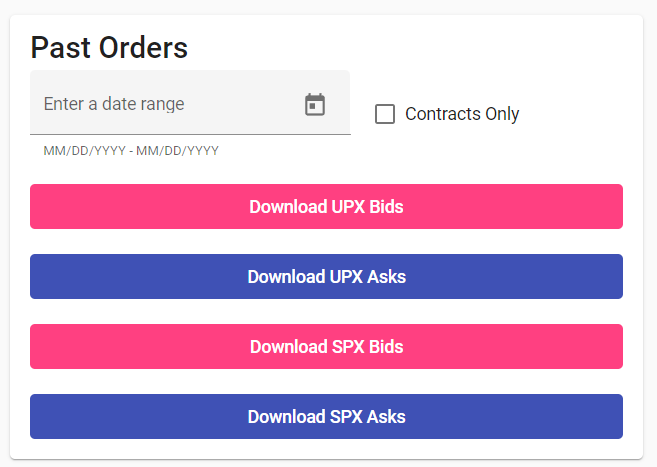 Past Orders
Enter a date range
Contracts Only
MM/DD/YYYY - MM/DD/YYYY
Download UPX Bids
Download UPX Asks
Download SPX Bids
Download SPX Asks